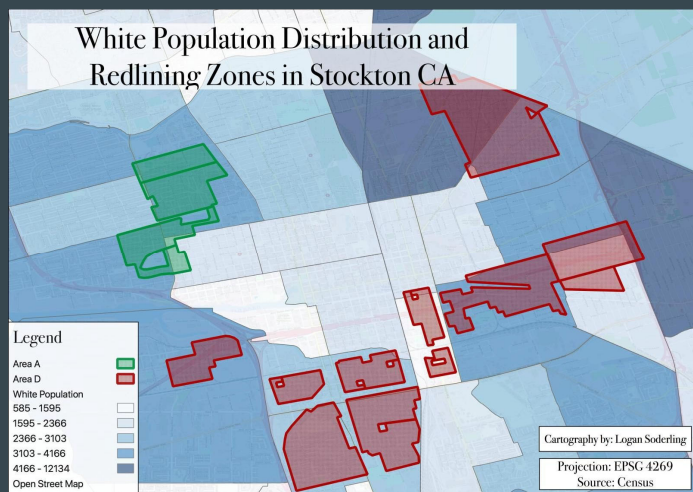 White Population Distribution and
Redlining Zones in Stockton CA
Legend
Area A
Area D
White Population
585 - 1595
1595 - 2366
2366 - 3103
3103 - 4166
4166 - 12134
Open Street Map
Cartography by: Logan Soderling
Projection: EPSG 4269
Source: Census